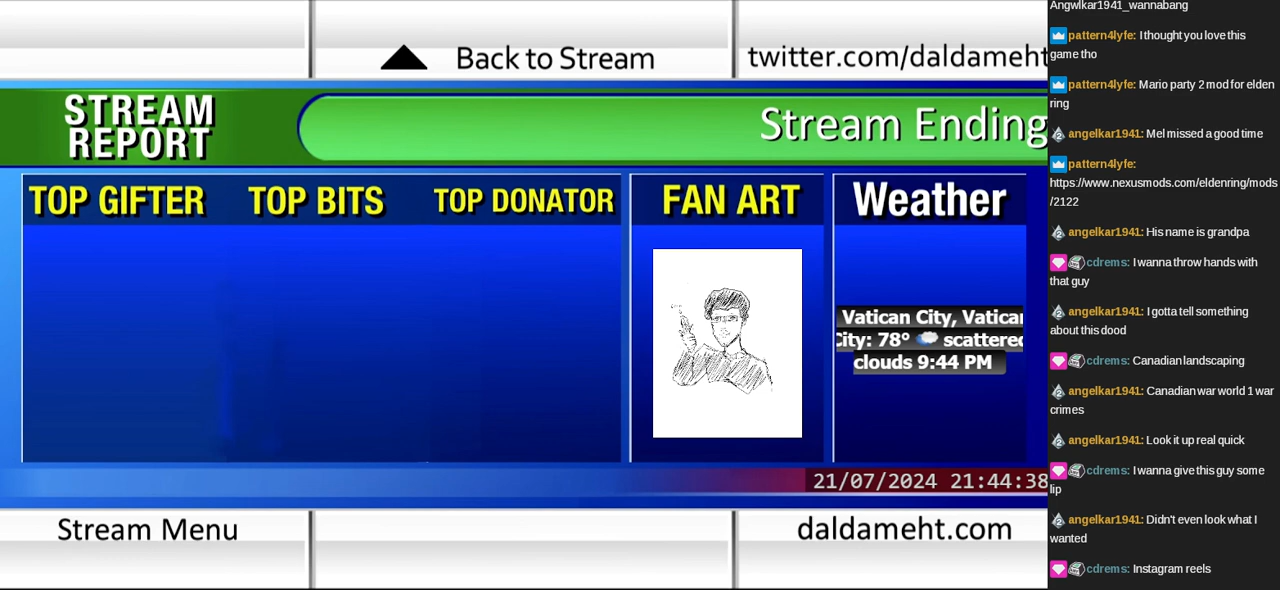 Back to Stream
twitter.com/daldameht
STREAM
REPORT
Stream Ending
TOP GIFTER
TOP BITS
TOP DONATOR
FAN ART
Weather
Vatican City, Vatican
City: 78° scattered
clouds 9:44 PM
21/07/2024 21:44:38
Stream Menu
daldameht.com
Angwlkar1941_wannabang
pattern4lyfe: I thought you love this
game tho
pattern4lyfe: Mario party 2 mod for elden
ring
angelkar1941: Mel missed a good time
pattern4lyfe:
https://www.nexusmods.com/eldenring/mods
/2122
angelkar1941: His name is grandpa
cdrems: I wanna throw hands with
that guy
angelkar1941: I gotta tell something
about this dood
cdrems: Canadian landscaping
angelkar1941: Canadian war world 1 war
crimes
angelkar1941: Look it up real quick
cdrems: I wanna give this guy some
lip
angelkar1941: Didn't even look what I
wanted
cdrems: Instagram reels